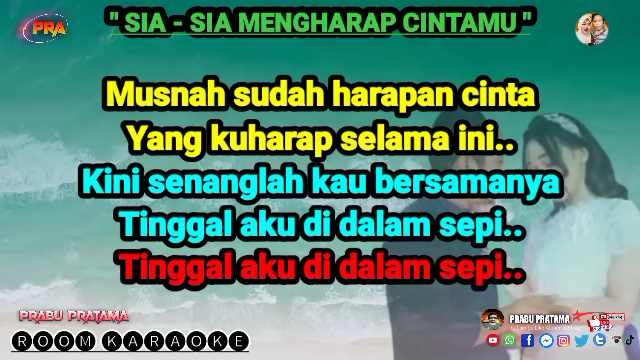 PRA
" SIA - SIA MENGHARAP CINTAMU "
Musnah sudah harapan cinta
Yang kuharap selama ini..
Kini senanglah kau bersamanya
Tinggal aku di dalam sepi..
Tinggal aku di dalam sepi..
PRABU PRATAMA
ROOM KARAOKE
PRABU PRATAMA